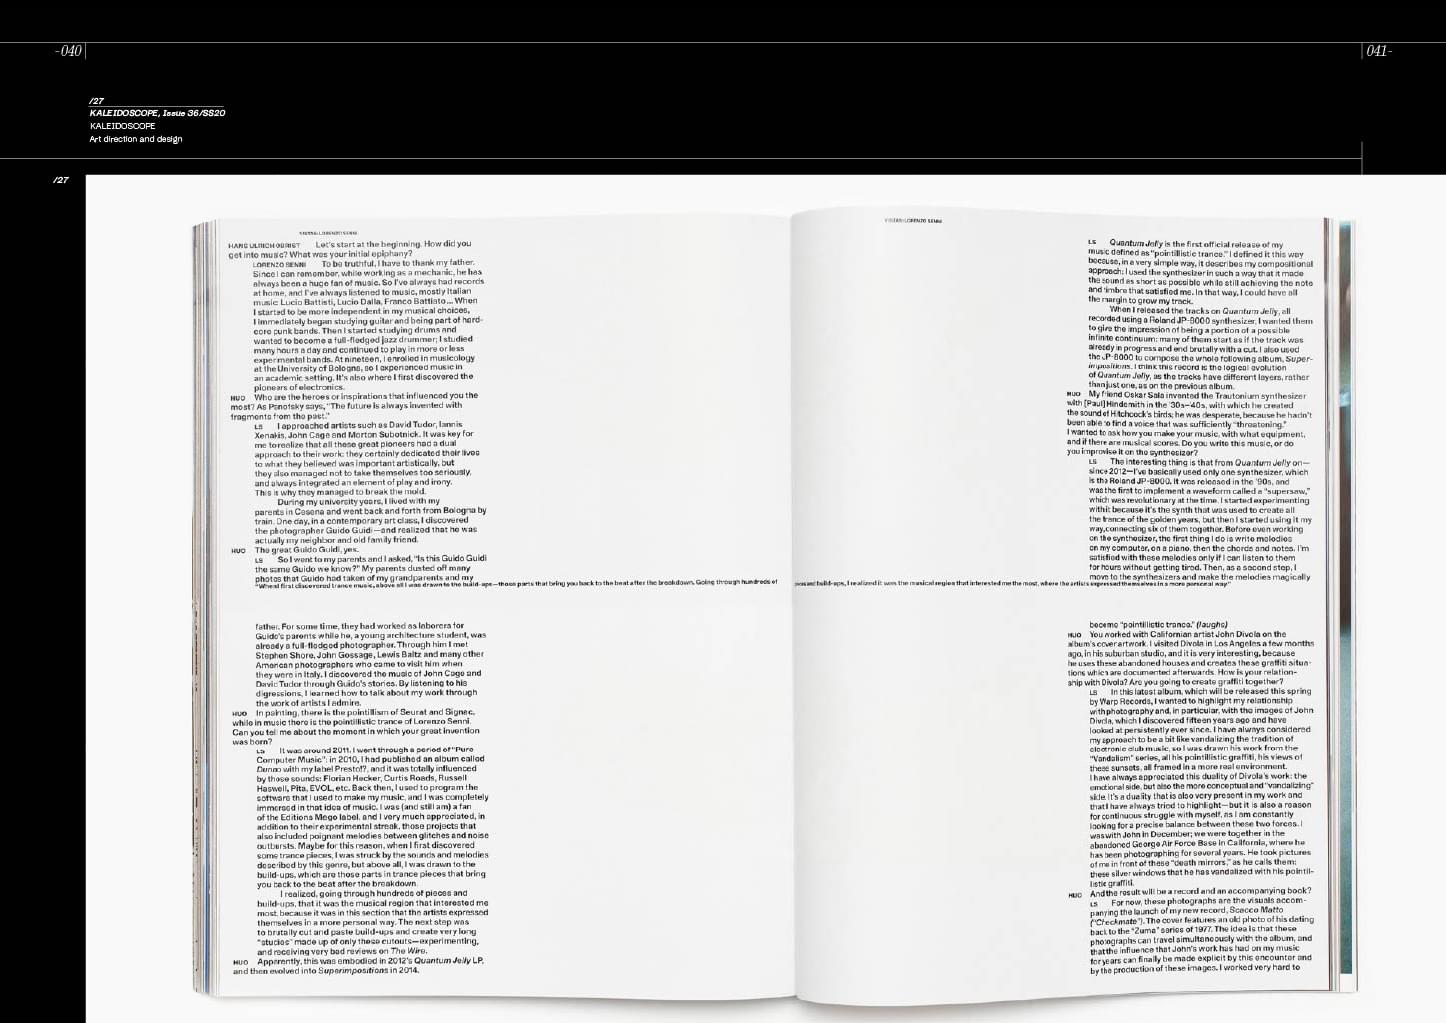 -040
041-
/27
KALEIDOSCOPE, Issue 36/SS20
KALEIDOSCOPE
Art direction and design
/27
VISTAS: LORENZO SENNI
HANS ULRICH OBRIST Let's start at the beginning. How did you
get into music? What was your initial epiphany?
LORENZO SENNI To be truthful, I have to thank my father.
Since I can remember, while working as a mechanic, he has
always been a huge fan of music. So I've always had records
at home, and I've always listened to music, mostly Italian
music: Lucio Battisti, Lucio Dalla, Franco Battiato... When
I started to be more independent in my musical choices,
I immediately began studying guitar and being part of hard-
core punk bands. Then I started studying drums and
wanted to become a full-fledged jazz drummer; I studied
many hours a day and continued to play in more or less
experimental bands. At nineteen, I enrolled in musicology
at the University of Bologna, so I experienced music in
an academic setting. It's also where I first discovered the
pioneers of electronics.
HUO Who are the heroes or inspirations that influenced you the
most? As Panofsky says, "The future is always invented with
fragments from the past."
LS I approached artists such as David Tudor, Iannis
Xenakis, John Cage and Morton Subotnick. It was key for
me to realize that all these great pioneers had a dual
approach to their work: they certainly dedicated their lives
to what they believed was important artistically, but
they also managed not to take themselves too seriously,
and always integrated an element of play and irony.
This is why they managed to break the mold.
During my university years, I lived with my
parents in Cesena and went back and forth from Bologna by
train. One day, in a contemporary art class, I discovered
the photographer Guido Guidi—and realized that he was
actually my neighbor and old family friend.
HUO The great Guido Guidi, yes.
LS So I went to my parents and I asked, "Is this Guido Guidi
the same Guido we know?" My parents dusted off many
photos that Guido had taken of my grandparents and my
"When I first discovered trance music, above all I was drawn to the build-ups—those parts that bring you back to the beat after the breakdown. Going through hundreds of
father. For some time, they had worked as laborers for
Guido's parents while he, a young architecture student, was
already a full-fledged photographer. Through him I met
Stephen Shore, John Gossage, Lewis Baltz and many other
American photographers who came to visit him when
they were in Italy. I discovered the music of John Cage and
David Tudor through Guido's stories. By listening to his
digressions, I learned how to talk about my work through
the work of artists I admire.
HUO In painting, there is the pointillism of Seurat and Signac,
while in music there is the pointillistic trance of Lorenzo Senni.
Can you tell me about the moment in which your great invention
was born?
LS It was around 2011. I went through a period of "Pure
Computer Music": in 2010, I had published an album called
Dunno with my label Presto!?, and it was totally influenced
by those sounds: Florian Hecker, Curtis Roads, Russell
Haswell, Pita, EVOL, etc. Back then, I used to program the
software that I used to make my music, and I was completely
immersed in that idea of music. I was (and still am) a fan
of the Editions Mego label, and I very much appreciated, in
addition to their experimental streak, those projects that
also included poignant melodies between glitches and noise
outbursts. Maybe for this reason, when I first discovered
some trance pieces, I was struck by the sounds and melodies
described by this genre, but above all, I was drawn to the
build-ups, which are those parts in trance pieces that bring
you back to the beat after the breakdown.
I realized, going through hundreds of pieces and
build-ups, that it was the musical region that interested me
most, because it was in this section that the artists expressed
themselves in a more personal way. The next step was
to brutally cut and paste build-ups and create very long
"studies" made up of only these cutouts—experimenting,
and receiving very bad reviews on The Wire.
HUO Apparently, this was embodied in 2012's Quantum Jelly LP,
and then evolved into Superimpositions in 2014.
VISTAS: LORENZO SENNI
LS Quantum Jelly is the first official release of my
music defined as "pointillistic trance." I defined it this way
because, in a very simple way, it describes my compositional
approach: I used the synthesizer in such a way that it made
the sound as short as possible while still achieving the note
and timbre that satisfied me. In that way, I could have all
the margin to grow my track.
When I released the tracks on Quantum Jelly, all
recorded using a Roland JP-8000 synthesizer, I wanted them
to give the impression of being a portion of a possible
infinite continuum: many of them start as if the track was
already in progress and end brutally with a cut. I also used
the JP-8000 to compose the whole following album, Super-
impositions. I think this record is the logical evolution
of Quantum Jelly, as the tracks have different layers, rather
than just one, as on the previous album.
HUO My friend Oskar Sala invented the Trautonium synthesizer
with [Paul] Hindemith in the '30s–'40s, with which he created
the sound of Hitchcock's birds; he was desperate, because he hadn't
been able to find a voice that was sufficiently "threatening."
I wanted to ask how you make your music, with what equipment,
and if there are musical scores. Do you write this music, or do
you improvise it on the synthesizer?
LS The interesting thing is that from Quantum Jelly on—
since 2012—I've basically used only one synthesizer, which
is the Roland JP-8000. It was released in the '90s, and
was the first to implement a waveform called a "supersaw,"
which was revolutionary at the time. I started experimenting
with it because it's the synth that was used to create all
the trance of the golden years, but then I started using it my
way, connecting six of them together. Before even working
on the synthesizer, the first thing I do is write melodies
on my computer, on a piano, then the chords and notes. I'm
satisfied with these melodies only if I can listen to them
for hours without getting tired. Then, as a second step, I
move to the synthesizers and make the melodies magically
and build-ups, I realized it was the musical region that interested me the most, where the artists expressed themselves in a more personal way."
become "pointillistic trance." (laughs)
HUO You worked with Californian artist John Divola on the
album's cover artwork. I visited Divola in Los Angeles a few months
ago, in his suburban studio, and it is very interesting, because
he uses these abandoned houses and creates these graffiti situa-
tions which are documented afterwards. How is your relation-
ship with Divola? Are you going to create graffiti together?
LS In this latest album, which will be released this spring
by Warp Records, I wanted to highlight my relationship
with photography and, in particular, with the images of John
Divola, which I discovered fifteen years ago and have
looked at persistently ever since. I have always considered
my approach to be a bit like vandalizing the tradition of
electronic club music, so I was drawn his work from the
"Vandalism" series, all his pointillistic graffiti, his views of
these sunsets, all framed in a more real environment.
I have always appreciated this duality of Divola's work: the
emotional side, but also the more conceptual and "vandalizing"
side. It's a duality that is also very present in my work and
that I have always tried to highlight—but it is also a reason
for continuous struggle with myself, as I am constantly
looking for a precise balance between these two forces. I
was with John in December; we were together in the
abandoned George Air Force Base in California, where he
has been photographing for several years. He took pictures
of me in front of these "death mirrors," as he calls them:
these silver windows that he has vandalized with his pointil-
listic graffiti.
HUO And the result will be a record and an accompanying book?
LS For now, these photographs are the visuals accom-
panying the launch of my new record, Scacco Matto
("Checkmate"). The cover features an old photo of his dating
back to the "Zuma" series of 1977. The idea is that these
photographs can travel simultaneously with the album, and
that the influence that John's work has had on my music
for years can finally be made explicit by this encounter and
by the production of these images. I worked very hard to